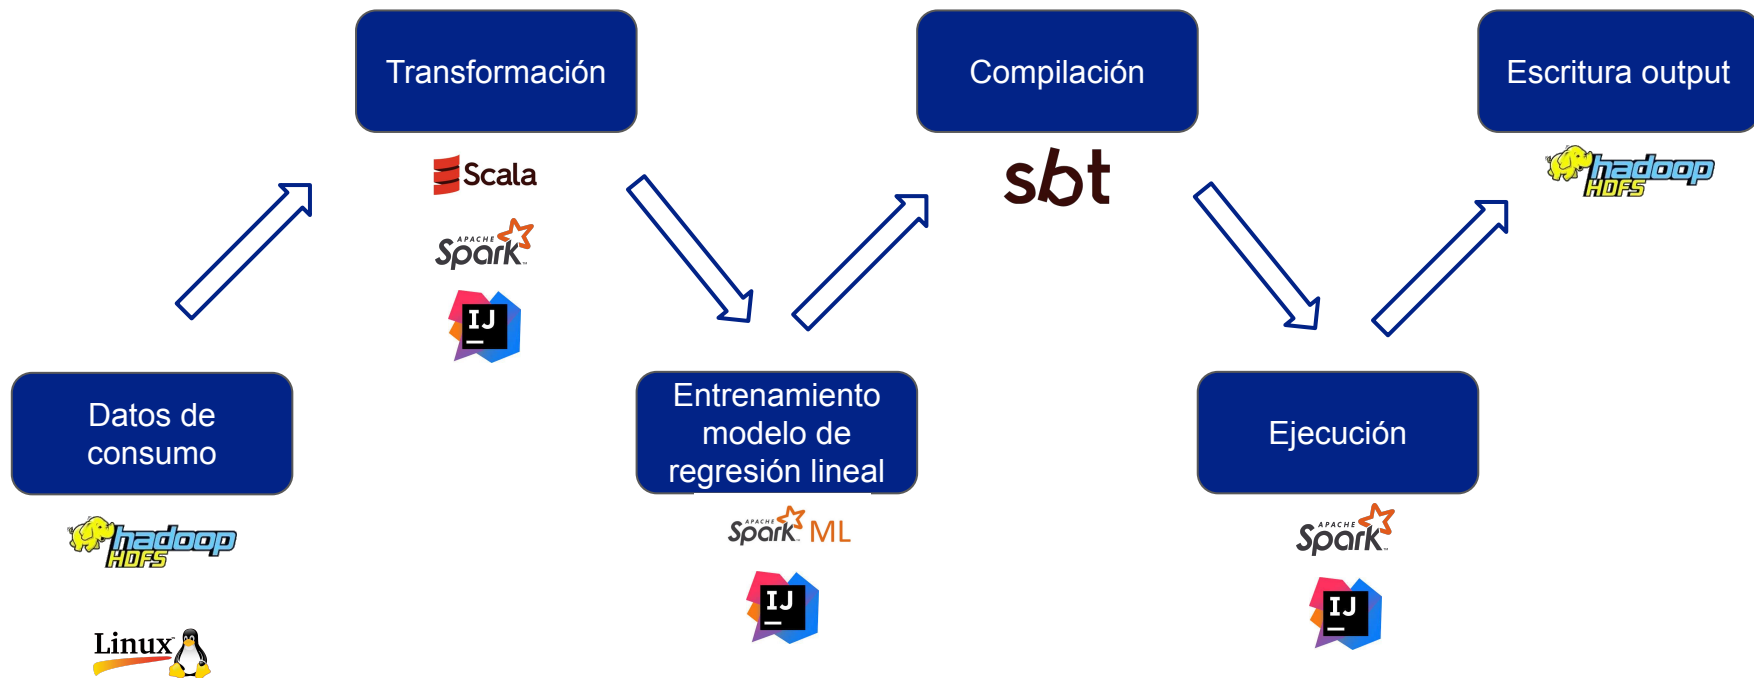 Transformación
Compilación
Escritura output
Scala
APACHE
Spark
IJ
sbt
hadoop
HDFS
Datos de
consumo
Entrenamiento
modelo de
regresión lineal
Ejecución
hadoop
HDFS
Linux
APACHE
Spark ML
IJ
APACHE
Spark
IJ